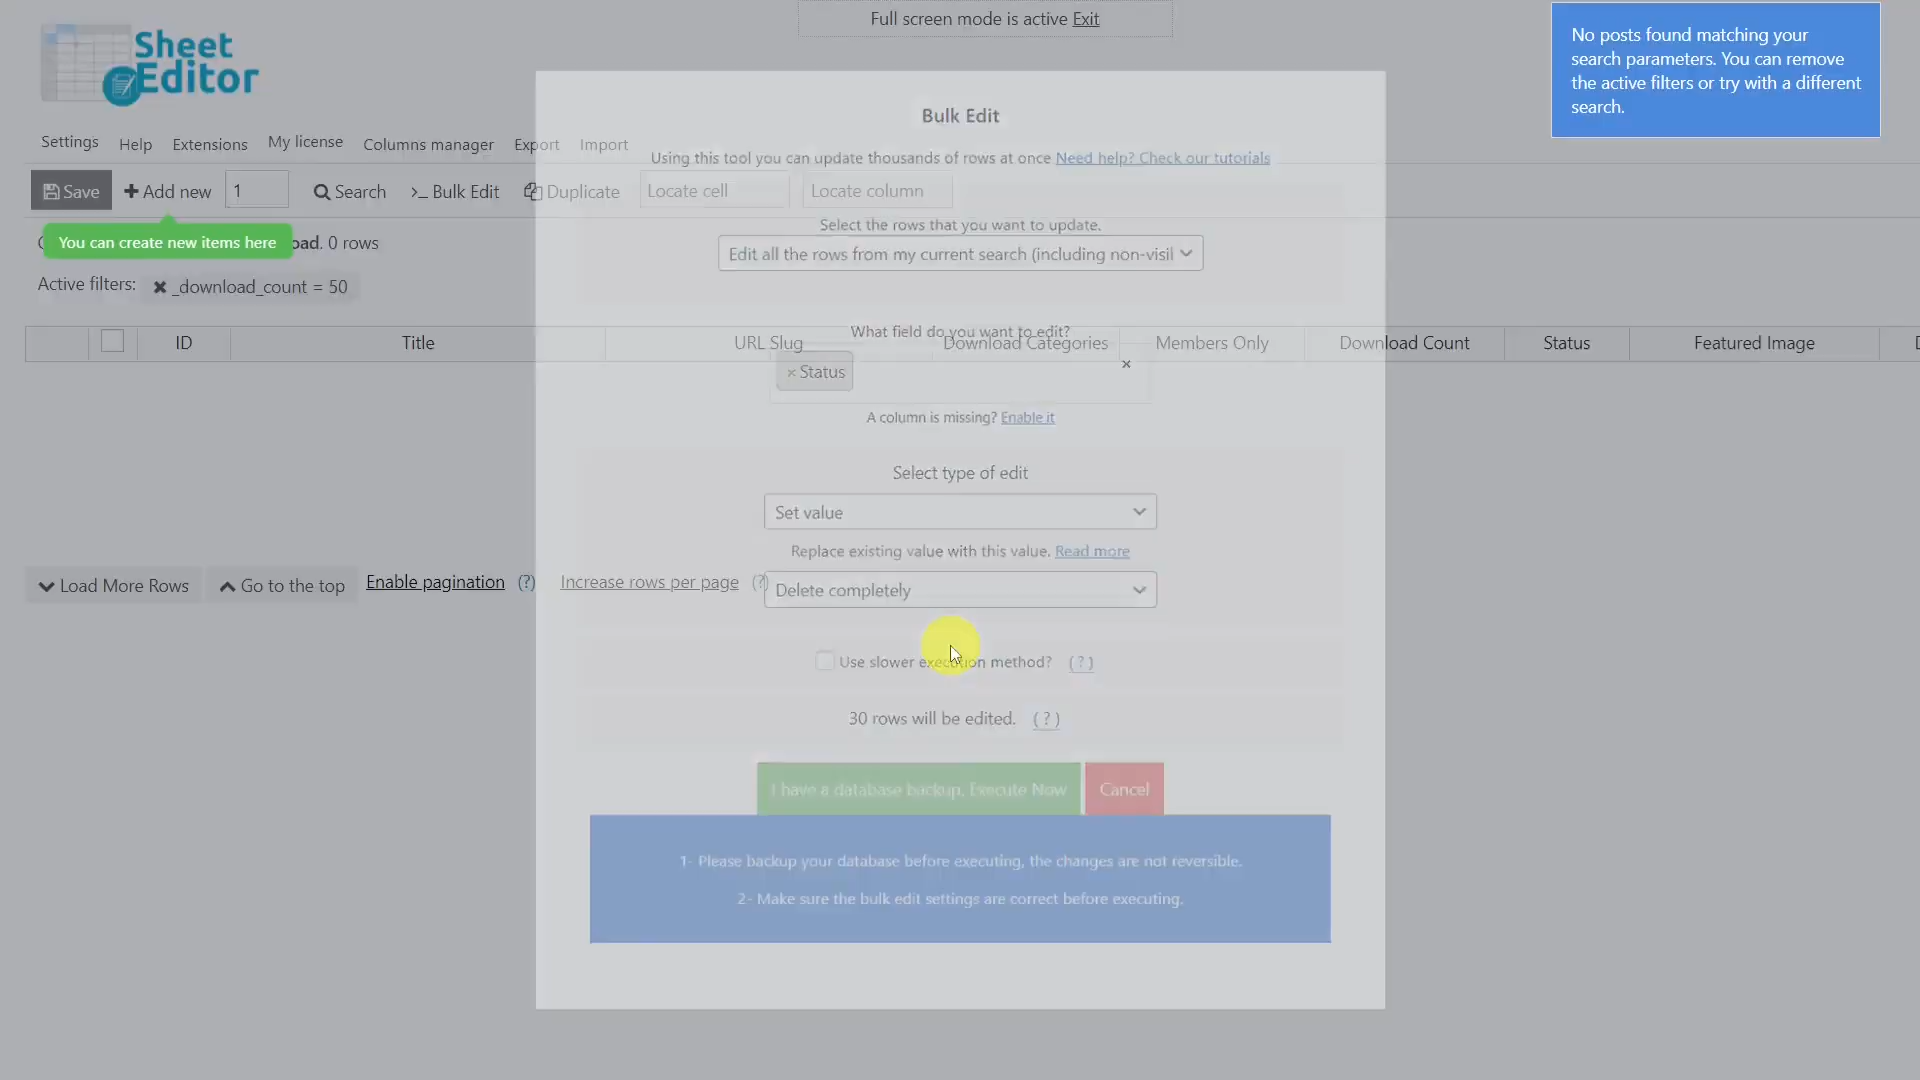 Full screen mode is active Exit
No posts found matching your
search parameters. You can remove
the active filters or try with a different
search.
Sheet
Editor
Settings Help Extensions My license Columns manager Export Import
Save Add new 1 Search >_ Bulk Edit Duplicate Locate cell Locate column
You can create new items here
oad. 0 rows
Active filters: _download_count = 50
ID Title URL Slug Download Categories Members Only Download Count Status Featured Image
Load More Rows Go to the top Enable pagination (?) Increase rows per page (?)
Bulk Edit
Using this tool you can update thousands of rows at once Need help? Check our tutorials
Select the rows that you want to update.
Edit all the rows from my current search (including non-visil
What field do you want to edit?
× Status ×
A column is missing? Enable it
Select type of edit
Set value
Replace existing value with this value. Read more
Delete completely
Use slower execution method? (?)
30 rows will be edited. (?)
I have a database backup, Execute Now Cancel
1- Please backup your database before executing, the changes are not reversible.
2- Make sure the bulk edit settings are correct before executing.